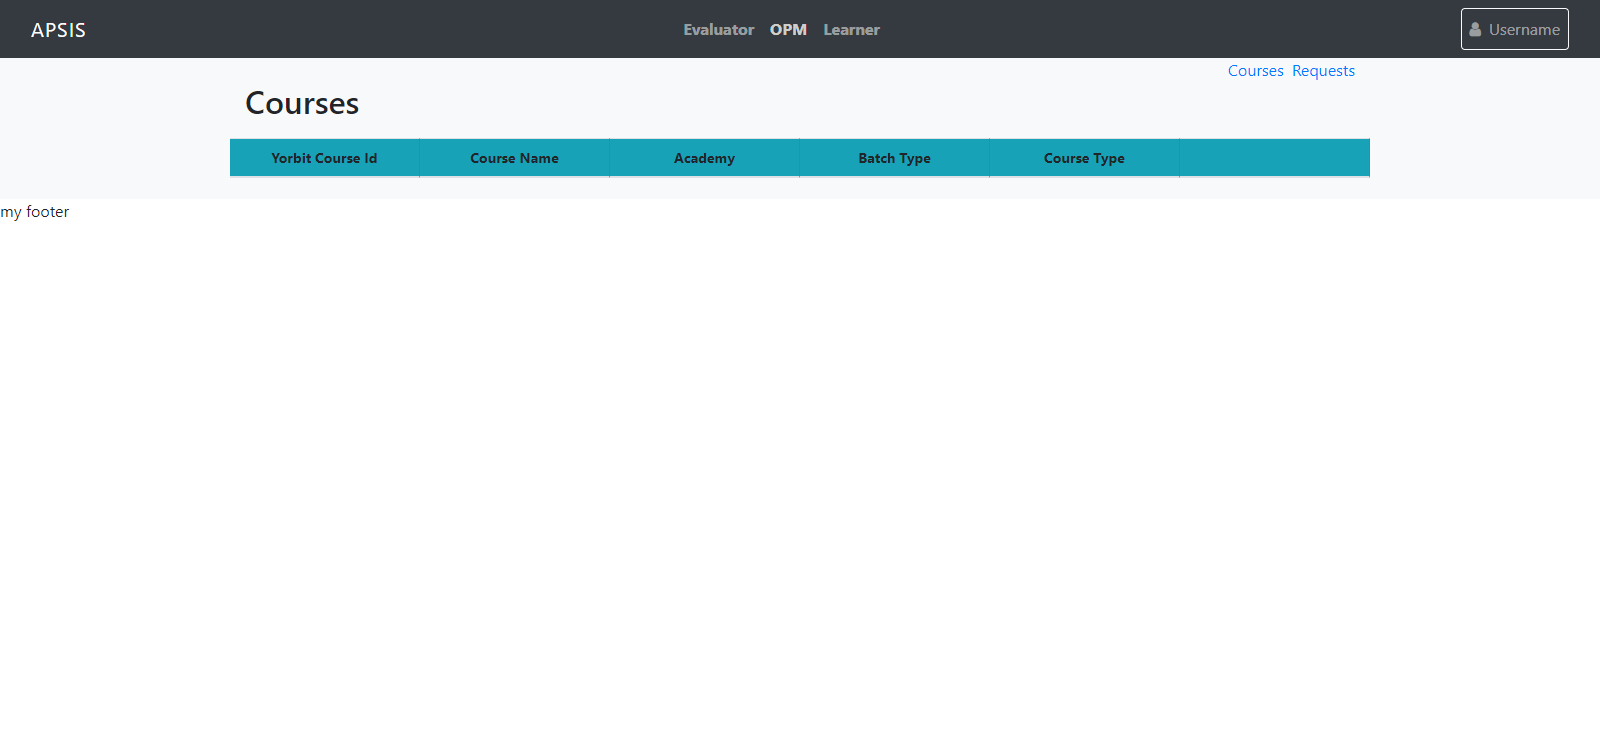 APSIS Evaluator OPM Learner Username
Courses Requests
Courses
Yorbit Course Id Course Name Academy Batch Type Course Type
my footer